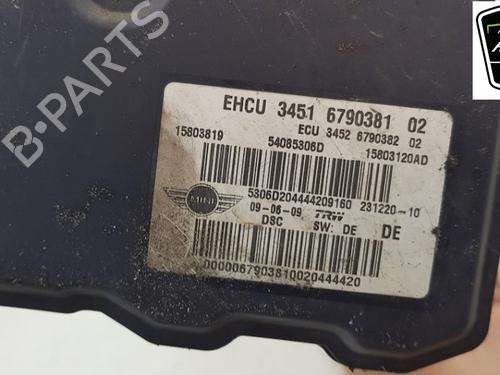 EHCU 3451 6790381 02
ECU 3452 6790382 02
15803819 54085306D 15803120AD
5306D20444209160 231220-10
MINI 09-06-09 TRW
DSC SW: DE DE
0000067903810020444420
B-PARTS